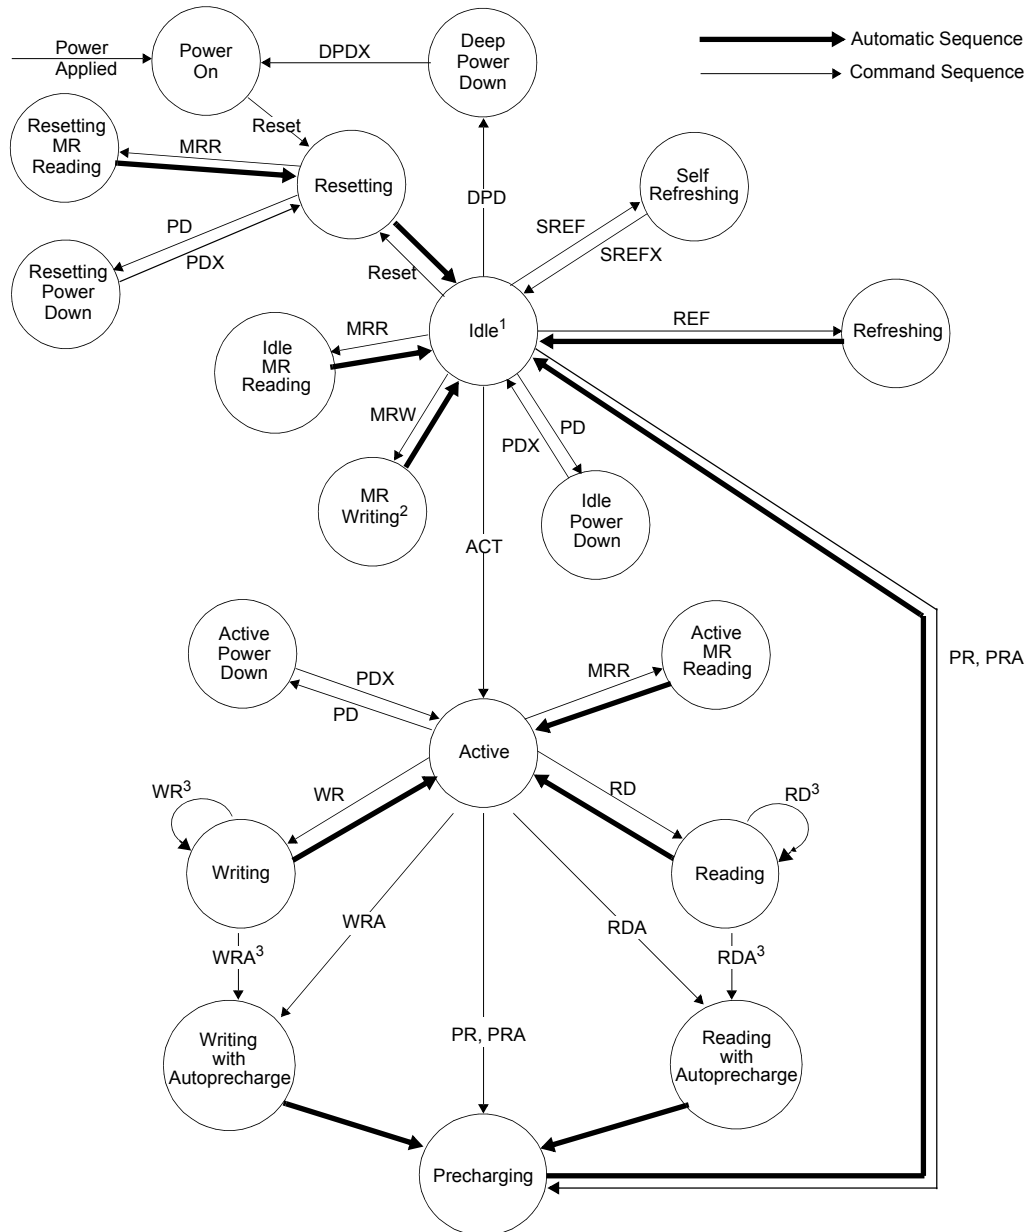 Power
Applied
Power
On
DPDX
Deep
Power
Down
Automatic Sequence
Command Sequence
Reset
Resetting
MR
Reading
MRR
Resetting
PD
PDX
Resetting
Power
Down
DPD
Self
Refreshing
SREF
SREFX
Reset
Idle1
REF
Refreshing
MRR
Idle
MR
Reading
MRW
PD
PDX
MR
Writing2
Idle
Power
Down
ACT
Active
Power
Down
PDX
PD
MRR
Active
MR
Reading
PR, PRA
Active
WR3
WR
RD
RD3
Writing
Reading
WRA
RDA
WRA3
RDA3
Writing
with
Autoprecharge
PR, PRA
Reading
with
Autoprecharge
Precharging